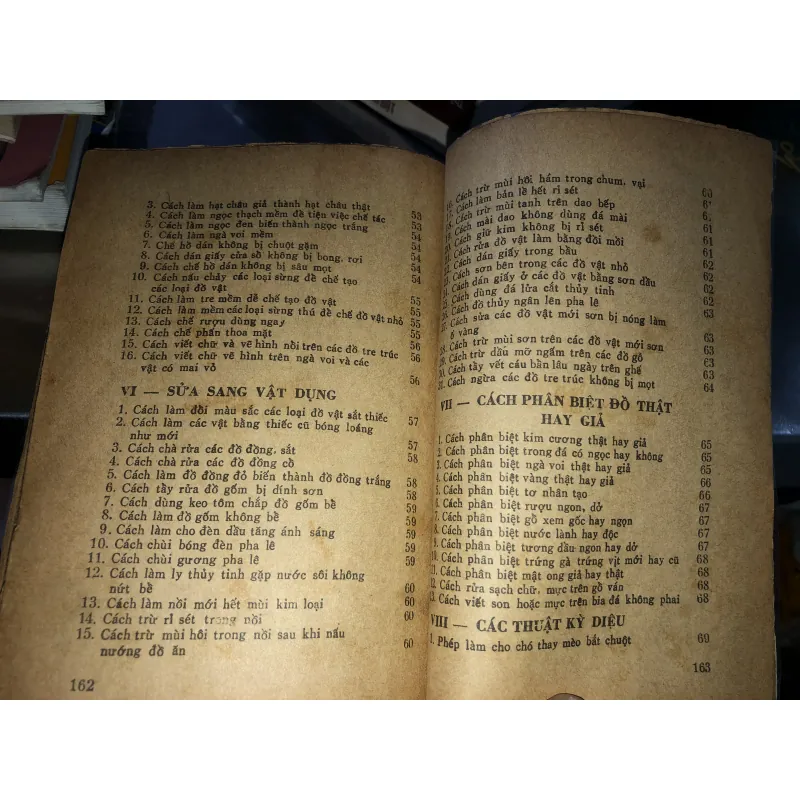 3. Cách làm hạt châu giả thành hạt châu thật 53
4. Cách làm ngọc thạch mềm để tiện việc chế tác 54
5. Cách làm ngọc đen biến thành ngọc trắng 54
6. Cách làm ngà voi mềm 54
7. Chế hồ dán không bị chuột gậm 54
8. Cách dán giấy cửa sổ không bị bong, rơi 54
9. Cách chế hồ dán không bị sâu mọt 54
10. Cách nấu chảy các loại sừng để chế tạo
các loại đồ vật 55
11. Cách làm tre mềm dề chế tạo đồ vật 55
12. Cách làm mềm các loại sừng thú để chế đồ vật nhỏ 55
13. Cách chế rượu dùng ngay 55
14. Cách chế phấn thoa mặt 55
15. Cách viết chữ và vẽ hình nồi trên các đồ tre trúc 56
16. Cách viết chữ vẽ hình trên ngà voi và các
vật có mai vỏ 56
VI — SỬA SANG VẬT DỤNG
1. Cách làm đổi màu sắc các loại đồ vật sắt thiếc 57
2. Cách làm các vật bằng thiếc cũ bóng loáng
như mới 57
3. Cách chà rửa các đồ đồng, sắt 58
4. Cách chà rửa các đồ đồng cổ
5. Cách làm đồ đồng đỏ biến thành đồ đồng trắng 58
6. Cách tầy rửa đồ gốm bị dính sơn 58
7. Cách dùng keo tôm chắp đồ gốm bề 59
8. Cách làm đồ gốm không bề 59
9. Cách làm cho đèn dầu tăng ánh sáng 59
10. Cách chùi bóng đèn pha lê 59
11. Cách chùi gương pha lê 59
12. Cách làm ly thủy tinh gặp nước sôi không
nứt bề 60
13. Cách làm nồi mới hết mùi kim loại 60
14. Cách trừ rỉ sét trong nồi 60
15. Cách trừ mùi hôi trong nồi sau khi nấu
nướng đồ ăn 60
162
Cách trừ mùi hôi hám trong chum, vại 60
17. Cách làm bản lề hết rỉ sét
Cách trừ mùi tanh trên dao bếp
Cách mài dao không dùng đá mài 61
Cách giữ kim không bị rỉ sét 61
Cách rửa đồ vật làm bằng đồi mồi 61
Cách dán giấy trong bầu 61
Cách sơn bên trong các đồ vật nhỏ 62
Cách dán giấy ở các đồ vật bằng sơn dầu 62
Cách dùng đá lửa cắt thủy tinh 62
Cách đổ thủy ngân lên pha lê 62
Cách sửa các đồ vật mới sơn bị nóng làm
vàng 63
Cách trừ mùi sơn trên các đồ vật mới sơn 63
Cách trừ dầu mỡ ngấm trên các đồ gỗ 63
Cách tầy vết cáu bần lâu ngày trên ghế 63
Cách ngừa các đồ tre trúc không bị mọt 64
VII — CÁCH PHÂN BIỆT ĐỒ THẬT
HAY GIẢ
1. Cách phân biệt kim cương thật hay giả 65
2. Cách phân biệt trong đá có ngọc hay không 65
3. Cách phân biệt ngà voi thật hay giả 65
4. Cách phân biệt vàng thật hay giả 66
5. Cách phân biệt tơ nhân tạo 66
6. Cách phân biệt rượu ngon, dở 67
7. Cách phân biệt gỗ xem gốc hay ngọn 67
8. Cách phân biệt nước lành hay độc 67
9. Cách phân biệt tương dầu ngon hay dở 67
10. Cách phân biệt trứng gà trứng vịt mới hay cũ 68
11. Cách phân biệt mật ong giả hay thật 68
12. Cách rửa sạch chữ, mực trên gỗ ván 68
13. Cách viết son hoặc mực trên bia đá không phai 68
VIII — CÁC THUẬT KỲ DIỆU
1. Phép làm cho chó thay mèo bắt chuột 69
163